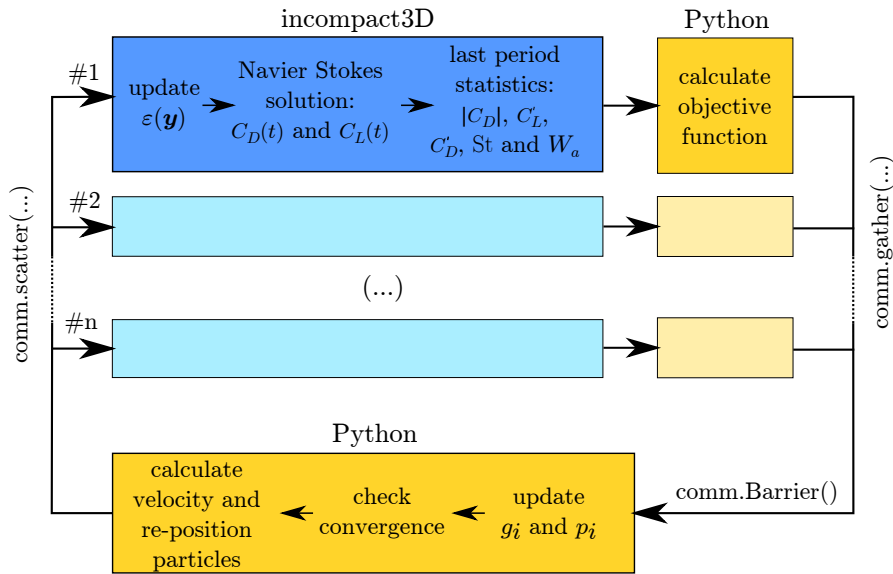 incompact3D
Python
#1
update
ε(y)
Navier Stokes
solution:
C_D(t) and C_L(t)
last period
statistics:
|C_D|, C'_L,
C'_D, St and W_a
calculate
objective
function
#2
(...)
#n
comm.scatter(...)
comm.gather(...)
Python
calculate
velocity and
re-position
particles
check
convergence
update
g_i and p_i
comm.Barrier()